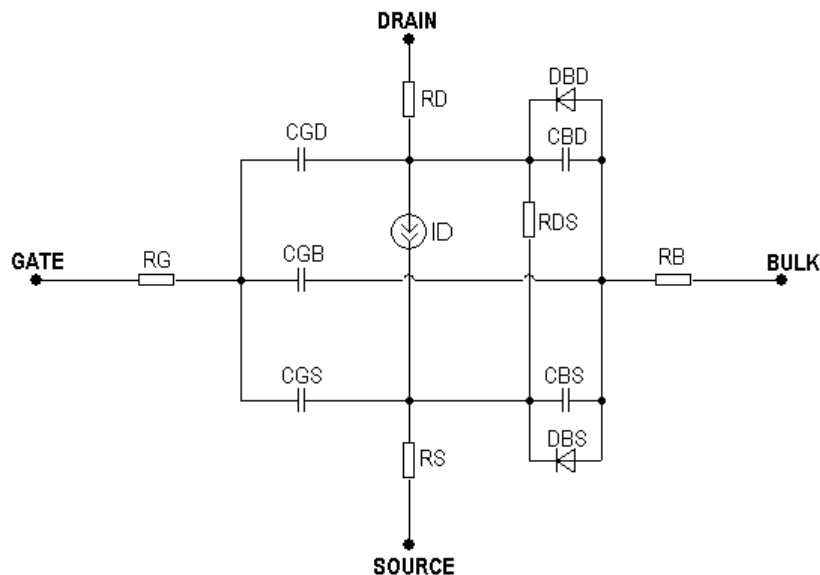 DRAIN
DBD
RD
CGD
CBD
ID
RDS
GATE
RG
CGB
RB
BULK
CGS
CBS
DBS
RS
SOURCE